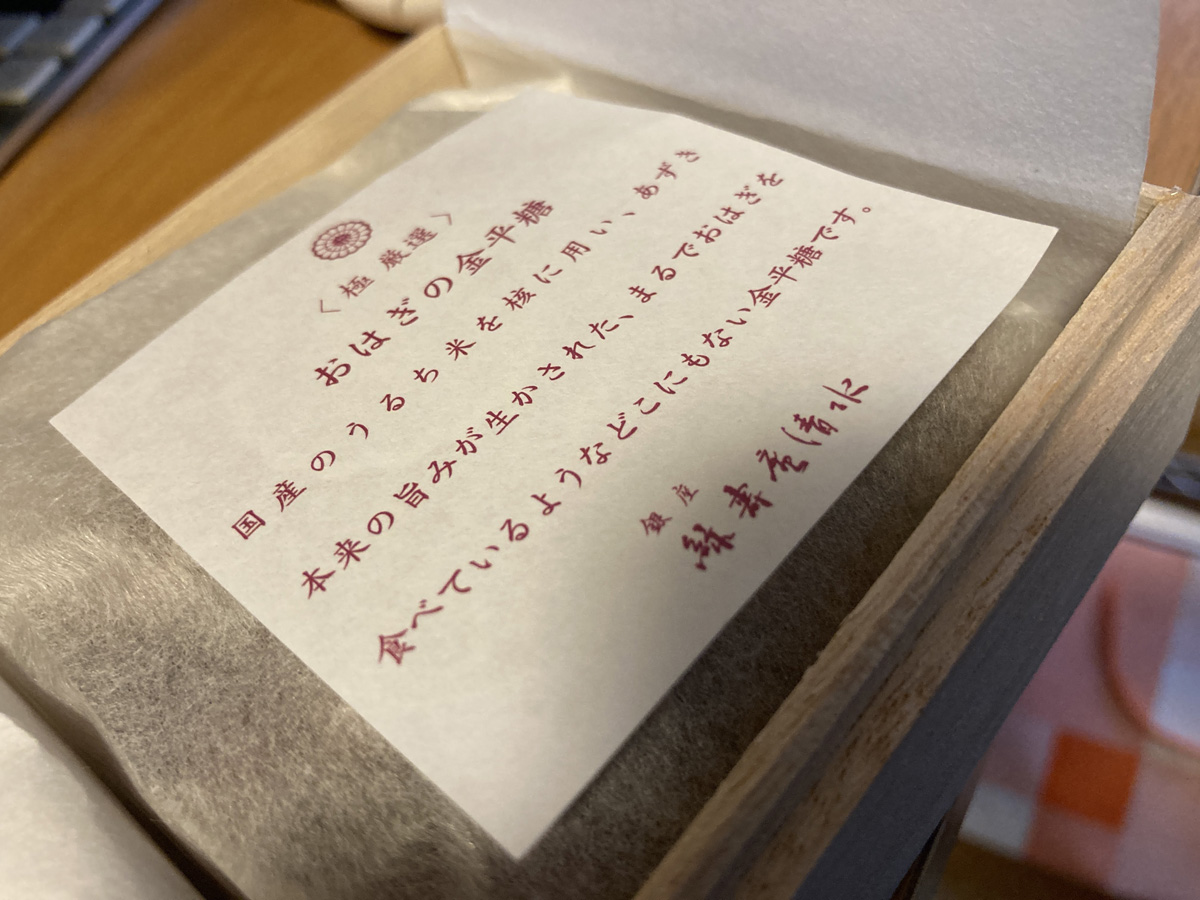 〈極 厳選〉
おはぎの金平糖
国産のうるち米を核に用い、あずき
本来の旨みが生かされた、まるでおはぎを
食べているようなどこにもない金平糖です。
銀座
緑寿庵清水